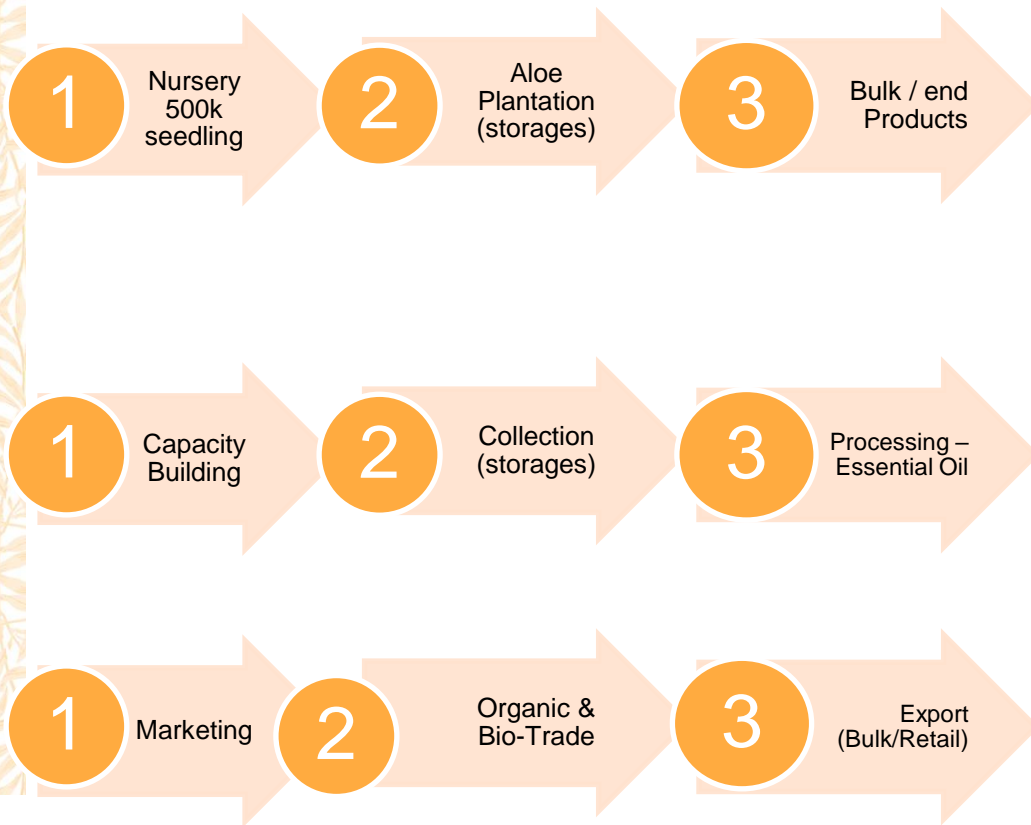 1
Nursery
500k
seedling
2
Aloe
Plantation
(storages)
3
Bulk / end
Products
1
Capacity
Building
2
Collection
(storages)
3
Processing –
Essential Oil
1
Marketing
2
Organic &
Bio-Trade
3
Export
(Bulk/Retail)